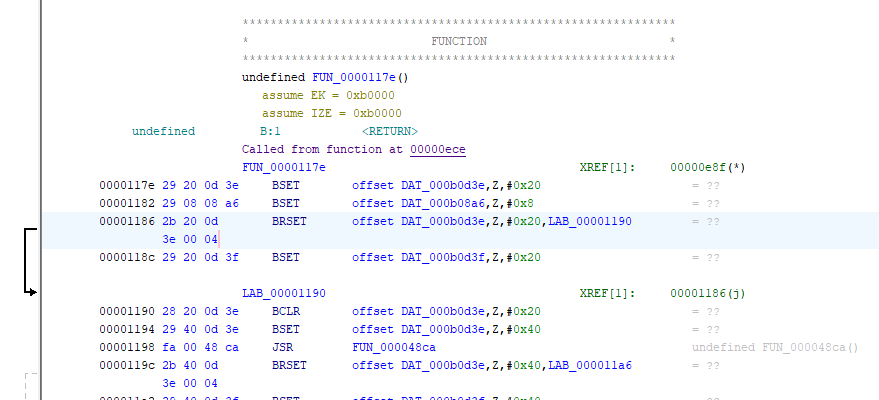 ************************************************************
* FUNCTION *
************************************************************
undefined FUN_0000117e()
assume EK = 0xb0000
assume IZE = 0xb0000
undefined B:1 <RETURN>
Called from function at 00000ece
FUN_0000117e XREF[1]: 00000e8f(*)
0000117e 29 20 0d 3e BSET offset DAT_000b0d3e,Z,#0x20 = ??
00001182 29 08 08 a6 BSET offset DAT_000b08a6,Z,#0x8 = ??
00001186 2b 20 0d BRSET offset DAT_000b0d3e,Z,#0x20,LAB_00001190 = ??
3e 00 04
0000118c 29 20 0d 3f BSET offset DAT_000b0d3f,Z,#0x20 = ??
LAB_00001190 XREF[1]: 00001186(j)
00001190 28 20 0d 3e BCLR offset DAT_000b0d3e,Z,#0x20 = ??
00001194 29 40 0d 3e BSET offset DAT_000b0d3e,Z,#0x40 = ??
00001198 fa 00 48 ca JSR FUN_000048ca undefined FUN_000048ca()
0000119c 2b 40 0d BRSET offset DAT_000b0d3e,Z,#0x40,LAB_000011a6 = ??
3e 00 04